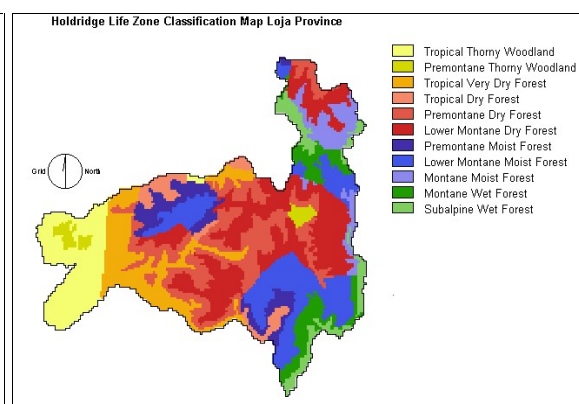 Holdridge Life Zone Classification Map Loja Province
Tropical Thorny Woodland
Premontane Thorny Woodland
Tropical Very Dry Forest
Tropical Dry Forest
Premontane Dry Forest
Lower Montane Dry Forest
Premontane Moist Forest
Lower Montane Moist Forest
Montane Moist Forest
Montane Wet Forest
Subalpine Wet Forest
Grid North